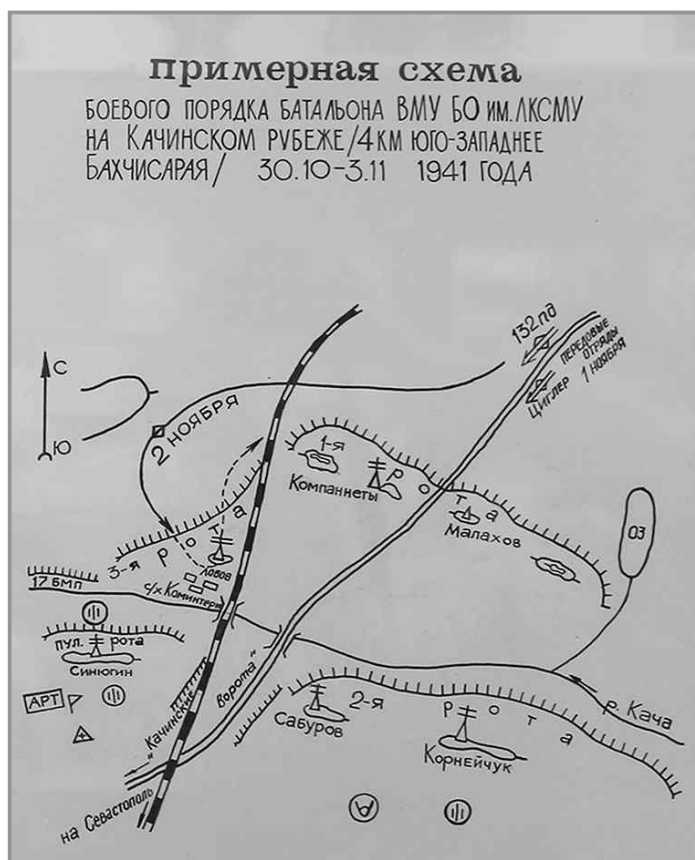 примерная схема
БОЕВОГО ПОРЯДКА БАТАЛЬОНА ВМУ БО ИМ. ЛКСМУ
НА КАЧИНСКОМ РУБЕЖЕ /4 КМ ЮГО-ЗАПАДНЕЕ
БАХЧИСАРАЯ/ 30.10-3.11 1941 ГОДА
132 ПД
ПЕРЕДОВЫЕ
ОТРЯДЫ
1 НОЯБРЯ
ЦИГЛЕР
С
Ю
2 НОЯБРЯ
1-я рота
Компаниеты
Малахов
ОЗ
3-я рота
с/х Коминтерн
17 БМП
пул. рота
Синюгин
АРТ
"Качинские
ворота"
2-я рота
Сабуров
Корнейчук
р. Кача
на Севастополь